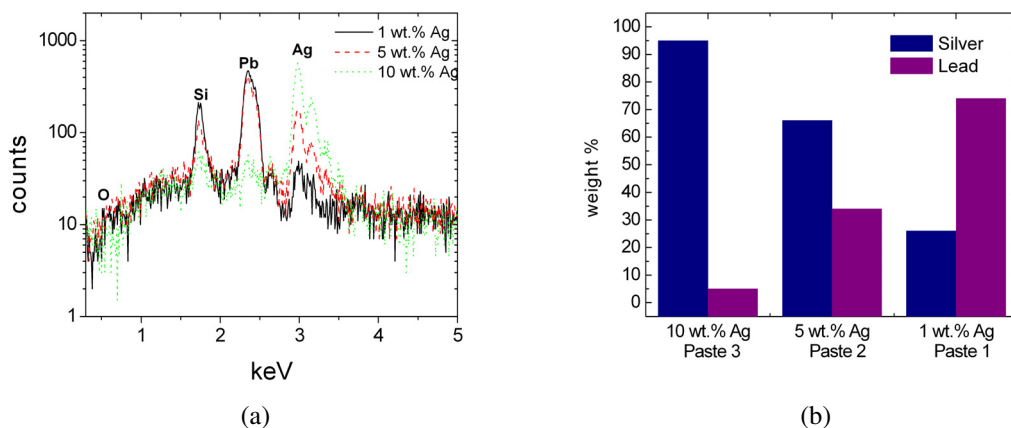 1000
100
10
1
counts
1 wt.% Ag
5 wt.% Ag
10 wt.% Ag
O
Si
Pb
Ag
1
2
3
4
5
keV
(a)
100
90
80
70
60
50
40
30
20
10
0
weight %
Silver
Lead
10 wt.% Ag
Paste 3
5 wt.% Ag
Paste 2
1 wt.% Ag
Paste 1
(b)